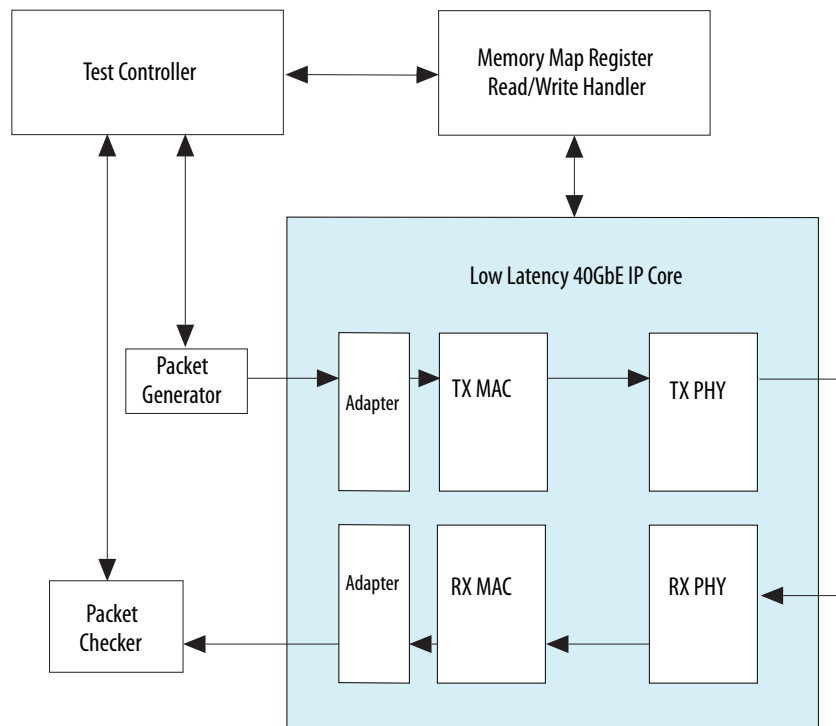 Test Controller
Memory Map Register
Read/Write Handler
Low Latency 40GbE IP Core
Packet
Generator
Adapter
TX MAC
TX PHY
Adapter
RX MAC
RX PHY
Packet
Checker